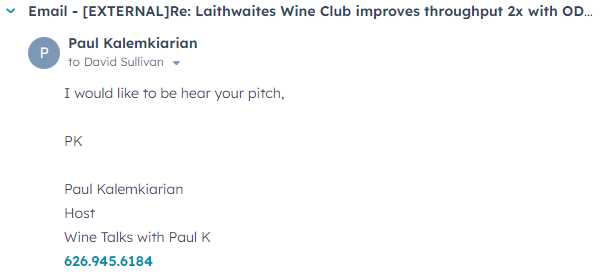 Email - [EXTERNAL]Re: Laithwaites Wine Club improves throughput 2x with OD...
P
Paul Kalemkiarian
to David Sullivan
I would like to be hear your pitch,
PK
Paul Kalemkiarian
Host
Wine Talks with Paul K
626.945.6184